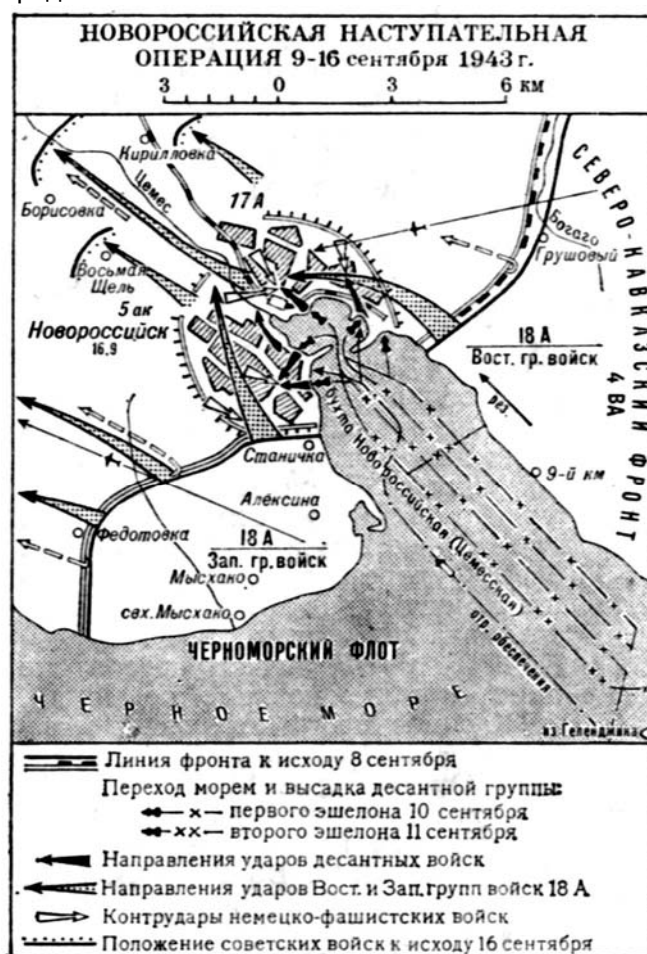 НОВОРОССИЙСКАЯ НАСТУПАТЕЛЬНАЯ
ОПЕРАЦИЯ 9-16 сентября 1943 г.
3 0 3 6 км
Кирилловка
Цемес
Борисовка
17 А
Восьмая
Щель
5 ак
Новороссийск
16.9
Богаго
Грушовый
СЕВЕРО-КАВКАЗСКИЙ ФРОНТ
4 ВА
18 А
Вост. гр. войск
рез.
9-й км
бухта Новороссийская (Цемесская)
Станичка
Алексина
Федотовка
18 А
Зап. гр. войск
Мысхако
свх. Мысхако
отр. обеспечения
ЧЕРНОМОРСКИЙ ФЛОТ
ЧЕРНОЕ МОРЕ
из Геленджика
Линия фронта к исходу 8 сентября
Переход морем и высадка десантной группы:
первого эшелона 10 сентября
второго эшелона 11 сентября
Направления ударов десантных войск
Направления ударов Вост. и Зап. групп войск 18 А
Контрудары немецко-фашистских войск
Положение советских войск к исходу 16 сентября